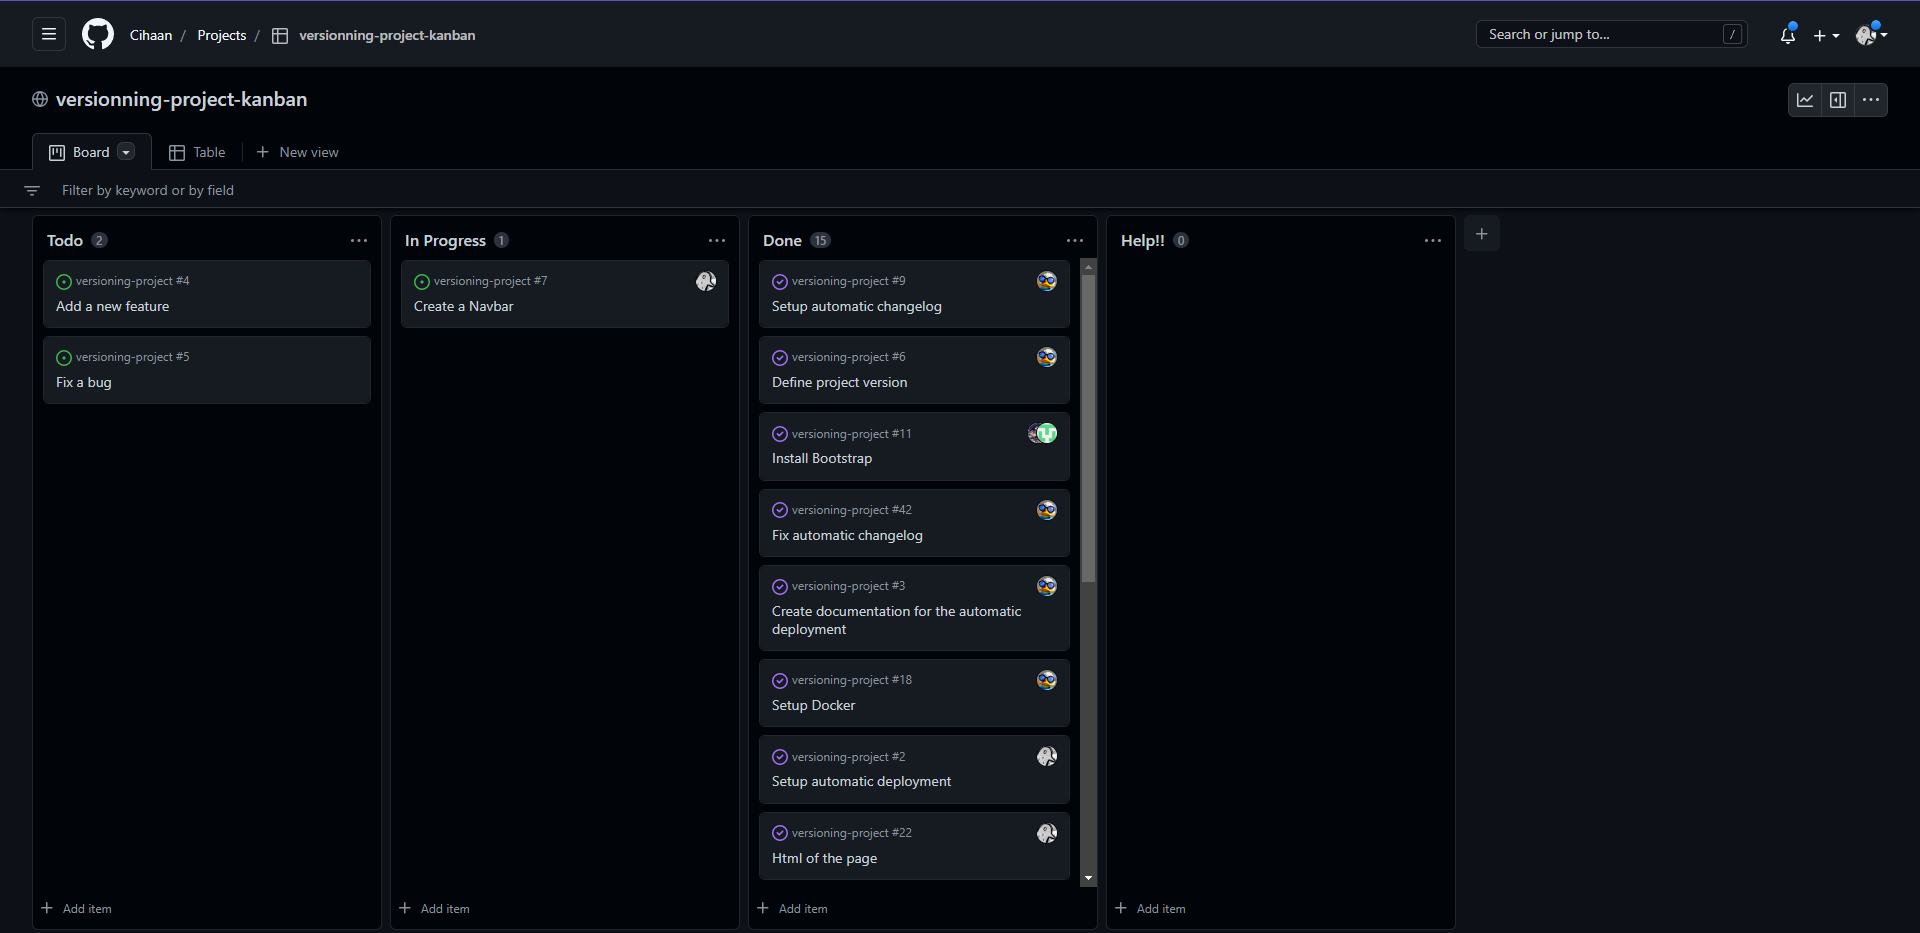 Cihaan / Projects / versionning-project-kanban
Search or jump to... /
versionning-project-kanban
Board Table New view
Filter by keyword or by field
Todo 2
versioning-project #4
Add a new feature
versioning-project #5
Fix a bug
Add item
In Progress 1
versioning-project #7
Create a Navbar
Add item
Done 15
versioning-project #9
Setup automatic changelog
versioning-project #6
Define project version
versioning-project #11
Install Bootstrap
versioning-project #42
Fix automatic changelog
versioning-project #3
Create documentation for the automatic
deployment
versioning-project #18
Setup Docker
versioning-project #2
Setup automatic deployment
versioning-project #22
Html of the page
Add item
Help!! 0
Add item